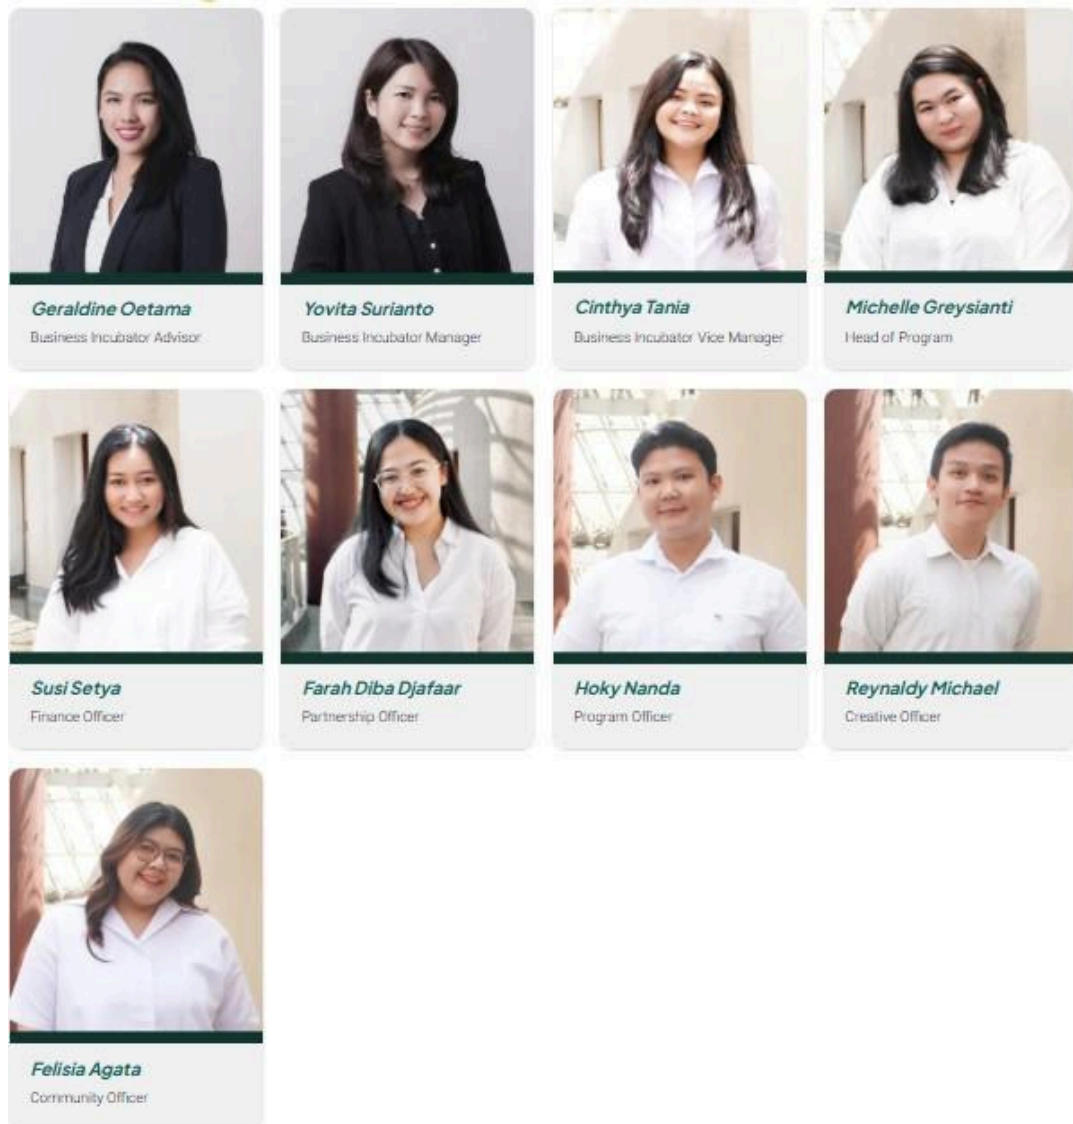 Geraldine Oetama
Business Incubator Advisor
Yovita Surianto
Business Incubator Manager
Cinthya Tania
Business Incubator Vice Manager
Michelle Greysianti
Head of Program
Susi Setya
Finance Officer
Farah Diba Djafaar
Partnership Officer
Hoky Nanda
Program Officer
Reynaldy Michael
Creative Officer
Felisia Agata
Community Officer